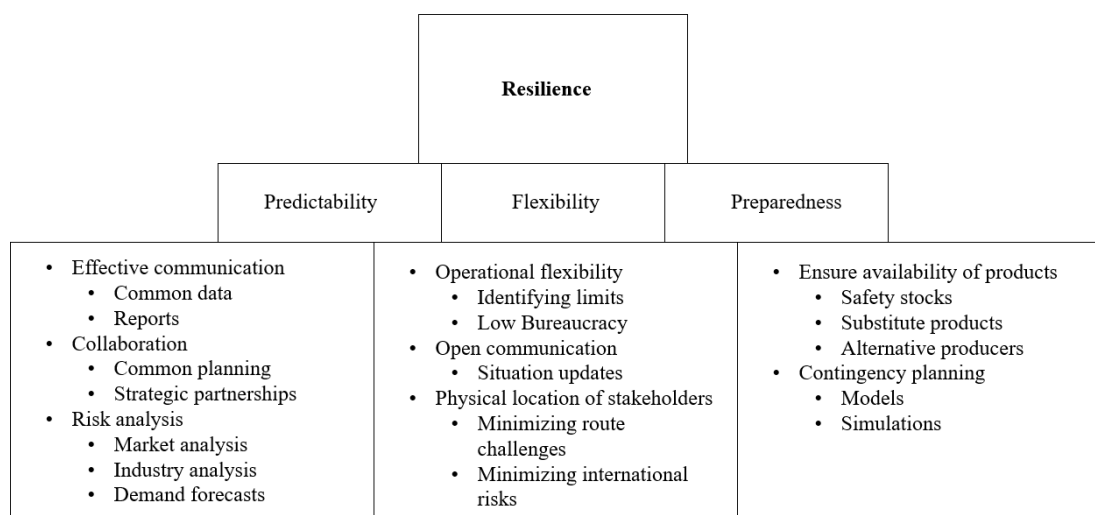 Resilience
Predictability
Flexibility
Preparedness
• Effective communication
• Common data
• Reports
• Collaboration
• Common planning
• Strategic partnerships
• Risk analysis
• Market analysis
• Industry analysis
• Demand forecasts
• Operational flexibility
• Identifying limits
• Low Bureaucracy
• Open communication
• Situation updates
• Physical location of stakeholders
• Minimizing route
challenges
• Minimizing international
risks
• Ensure availability of products
• Safety stocks
• Substitute products
• Alternative producers
• Contingency planning
• Models
• Simulations